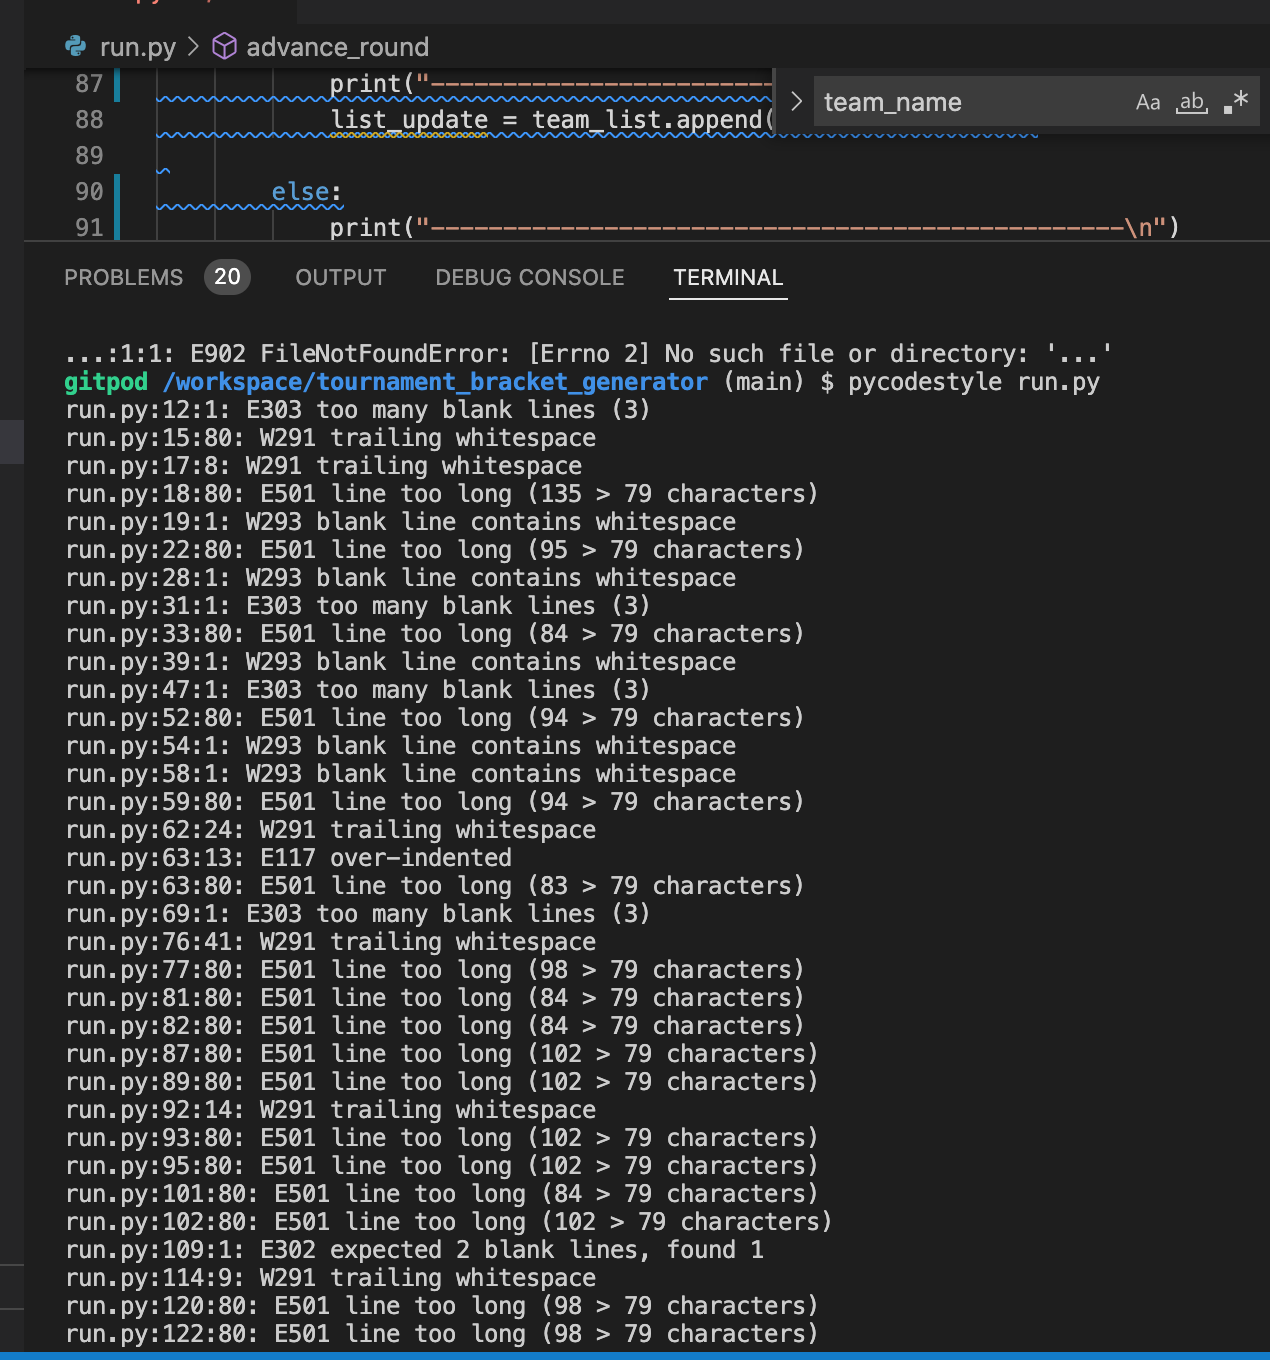 run.py > advance_round
team_name Aa ab
87 print("------------------------
88 list_update = team_list.append(
89
90 else:
91 print("------------------------------------------------\n")
PROBLEMS 20 OUTPUT DEBUG CONSOLE TERMINAL
...:1:1: E902 FileNotFoundError: [Errno 2] No such file or directory: '...'
gitpod /workspace/tournament_bracket_generator (main) $ pycodestyle run.py
run.py:12:1: E303 too many blank lines (3)
run.py:15:80: W291 trailing whitespace
run.py:17:8: W291 trailing whitespace
run.py:18:80: E501 line too long (135 > 79 characters)
run.py:19:1: W293 blank line contains whitespace
run.py:22:80: E501 line too long (95 > 79 characters)
run.py:28:1: W293 blank line contains whitespace
run.py:31:1: E303 too many blank lines (3)
run.py:33:80: E501 line too long (84 > 79 characters)
run.py:39:1: W293 blank line contains whitespace
run.py:47:1: E303 too many blank lines (3)
run.py:52:80: E501 line too long (94 > 79 characters)
run.py:54:1: W293 blank line contains whitespace
run.py:58:1: W293 blank line contains whitespace
run.py:59:80: E501 line too long (94 > 79 characters)
run.py:62:24: W291 trailing whitespace
run.py:63:13: E117 over-indented
run.py:63:80: E501 line too long (83 > 79 characters)
run.py:69:1: E303 too many blank lines (3)
run.py:76:41: W291 trailing whitespace
run.py:77:80: E501 line too long (98 > 79 characters)
run.py:81:80: E501 line too long (84 > 79 characters)
run.py:82:80: E501 line too long (84 > 79 characters)
run.py:87:80: E501 line too long (102 > 79 characters)
run.py:89:80: E501 line too long (102 > 79 characters)
run.py:92:14: W291 trailing whitespace
run.py:93:80: E501 line too long (102 > 79 characters)
run.py:95:80: E501 line too long (102 > 79 characters)
run.py:101:80: E501 line too long (84 > 79 characters)
run.py:102:80: E501 line too long (102 > 79 characters)
run.py:109:1: E302 expected 2 blank lines, found 1
run.py:114:9: W291 trailing whitespace
run.py:120:80: E501 line too long (98 > 79 characters)
run.py:122:80: E501 line too long (98 > 79 characters)